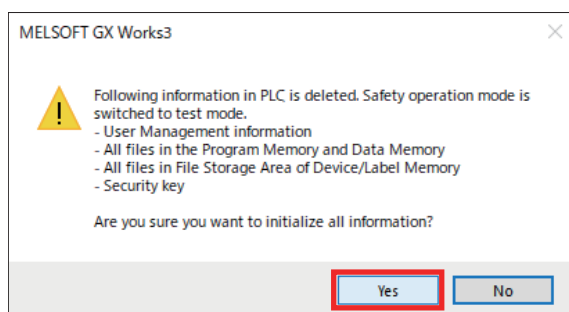 MELSOFT GX Works3
Following information in PLC is deleted. Safety operation mode is
switched to test mode.
- User Management information
- All files in the Program Memory and Data Memory
- All files in File Storage Area of Device/Label Memory
- Security key
Are you sure you want to initialize all information?
Yes
No